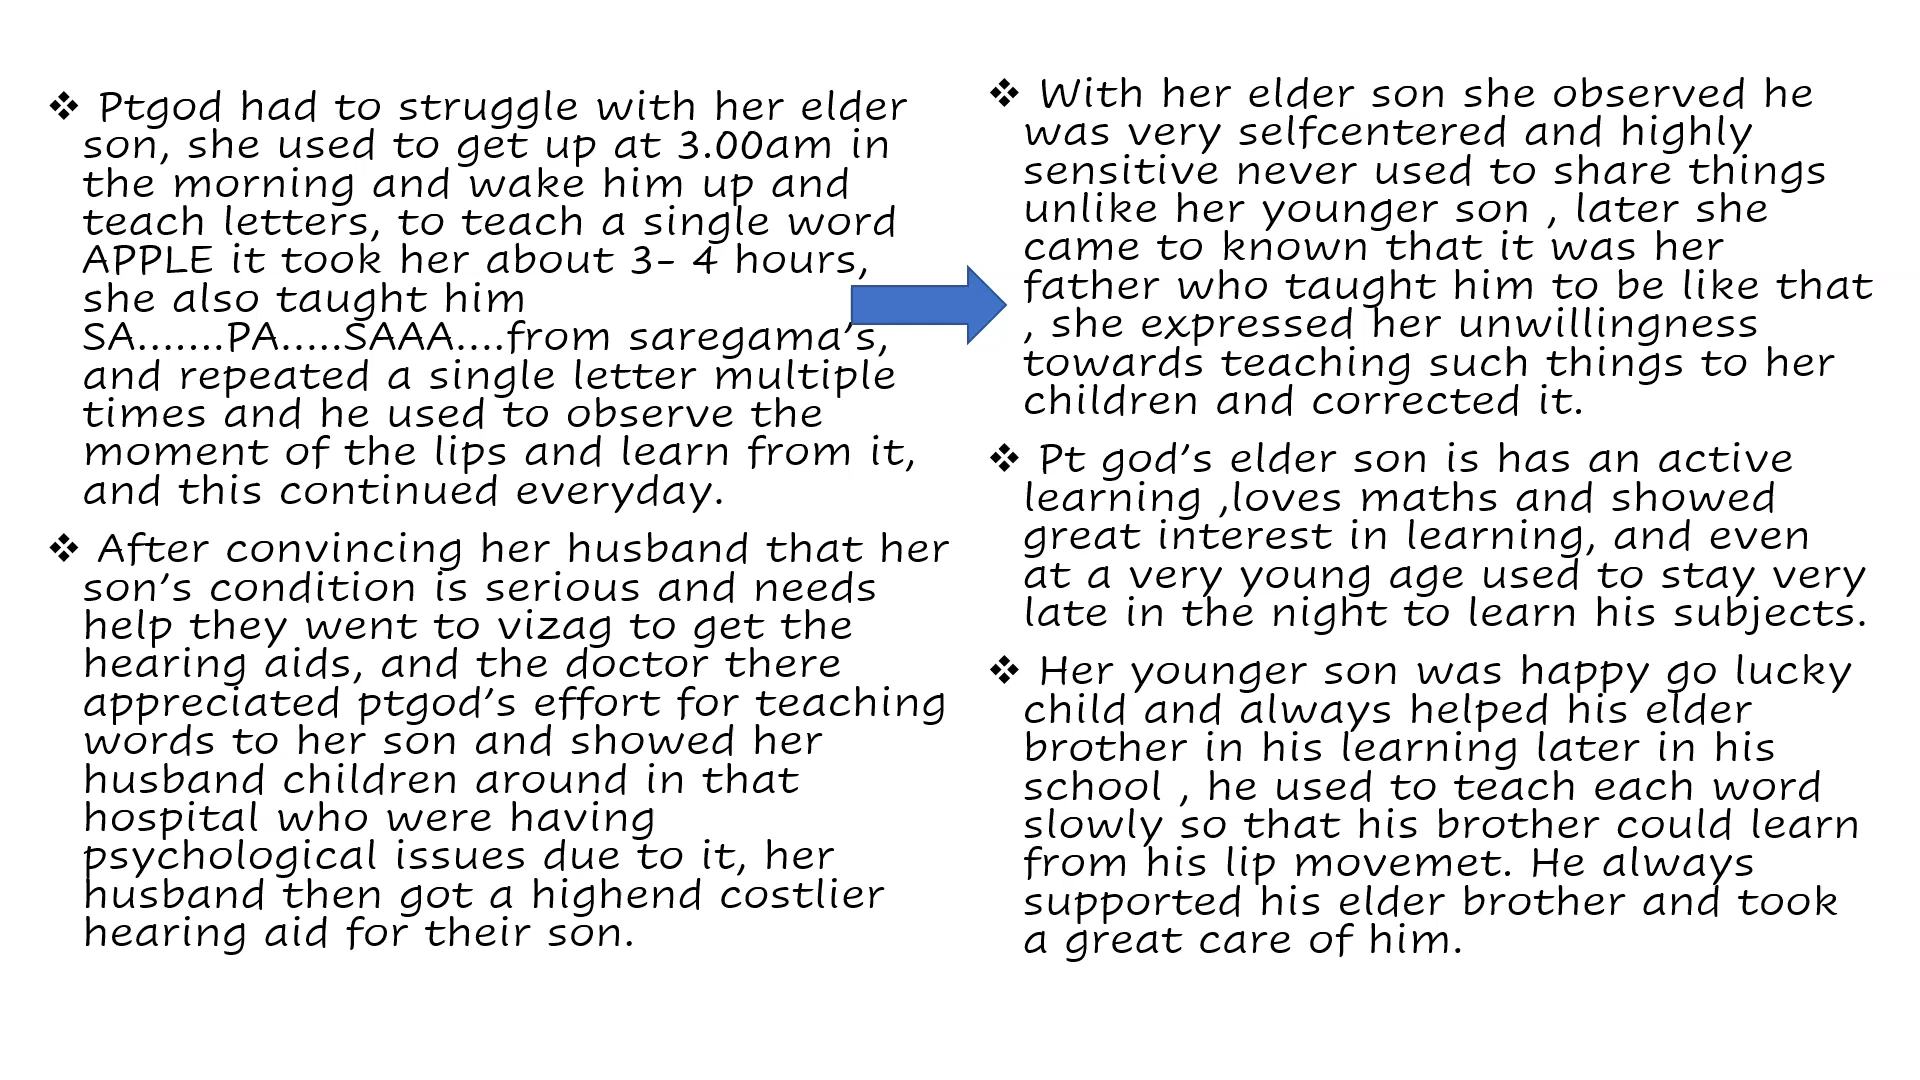 ❖ Ptgod had to struggle with her elder
son, she used to get up at 3.00am in
the morning and wake him up and
teach letters, to teach a single word
APPLE it took her about 3- 4 hours,
she also taught him
SA.......PA.....SAAA....from saregama's,
and repeated a single letter multiple
times and he used to observe the
moment of the lips and learn from it,
and this continued everyday.
❖ After convincing her husband that her
son's condition is serious and needs
help they went to vizag to get the
hearing aids, and the doctor there
appreciated ptgod's effort for teaching
words to her son and showed her
husband children around in that
hospital who were having
psychological issues due to it, her
husband then got a highend costlier
hearing aid for their son.
❖ With her elder son she observed he
was very selfcentered and highly
sensitive never used to share things
unlike her younger son , later she
came to known that it was her
father who taught him to be like that
, she expressed her unwillingness
towards teaching such things to her
children and corrected it.
❖ Pt god's elder son is has an active
learning ,loves maths and showed
great interest in learning, and even
at a very young age used to stay very
late in the night to learn his subjects.
❖ Her younger son was happy go lucky
child and always helped his elder
brother in his learning later in his
school , he used to teach each word
slowly so that his brother could learn
from his lip movemet. He always
supported his elder brother and took
a great care of him.